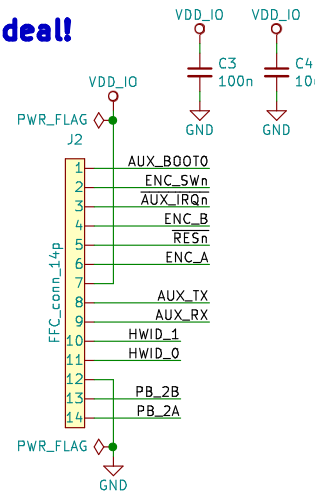 deal!
VDD_IO
VDD_IO
C3
100n
C4
GND
GND
VDD_IO
PWR_FLAG
J2
FFC_conn_14p
1 AUX_BOOT0
2 ENC_SWn
3 AUX_IRQn
4 ENC_B
5 RESn
6 ENC_A
7
8 AUX_TX
9 AUX_RX
10 HWID_1
11 HWID_0
12
13 PB_2B
14 PB_2A
PWR_FLAG
GND